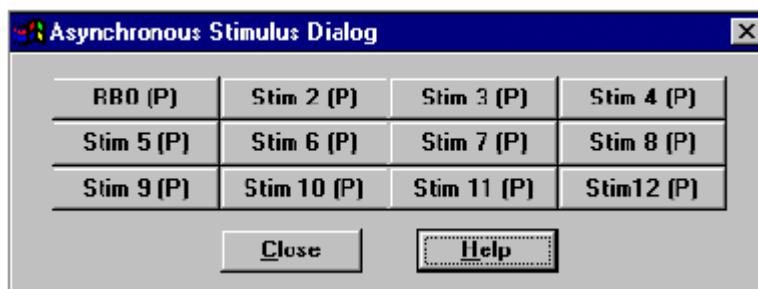 Asynchronous Stimulus Dialog
RB0 (P) Stim 2 (P) Stim 3 (P) Stim 4 (P)
Stim 5 (P) Stim 6 (P) Stim 7 (P) Stim 8 (P)
Stim 9 (P) Stim 10 (P) Stim 11 (P) Stim12 (P)
Close Help